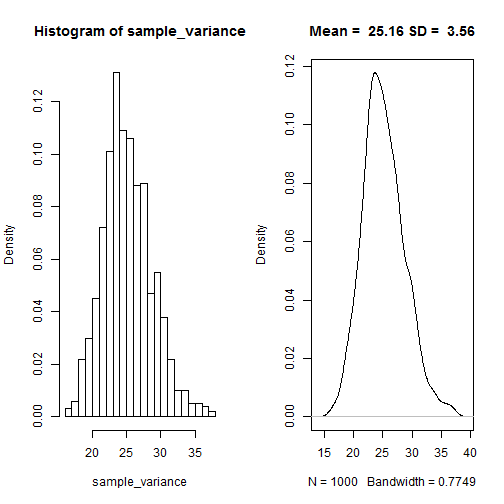 Histogram of sample_variance
Density
0.00 0.02 0.04 0.06 0.08 0.10 0.12
20 25 30 35
sample_variance
Mean =  25.16 SD =  3.56
Density
0.00 0.02 0.04 0.06 0.08 0.10 0.12
15 20 25 30 35 40
N = 1000   Bandwidth = 0.7749